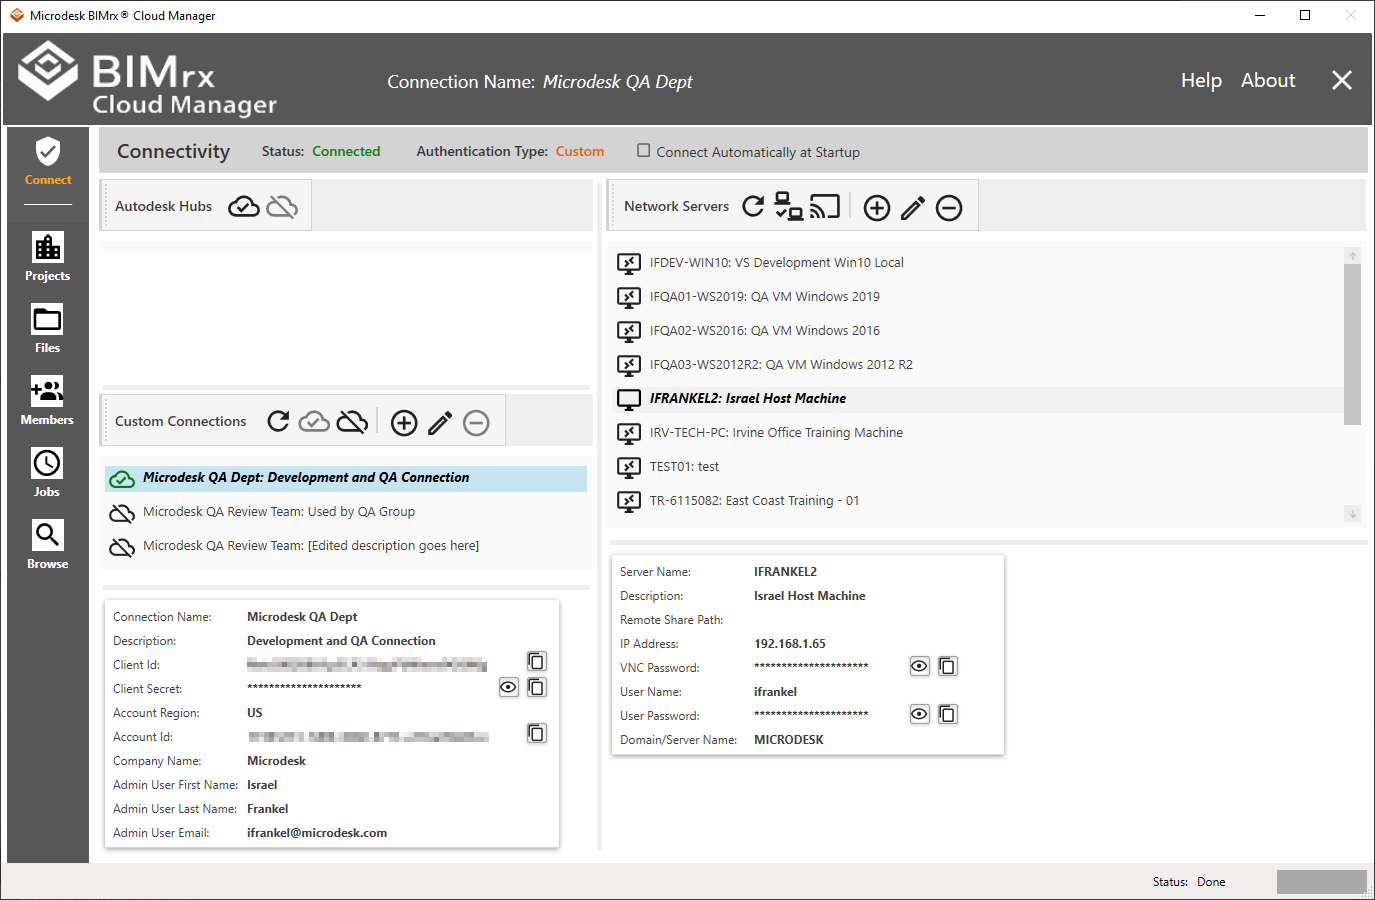 Microdesk BIMrx® Cloud Manager
BIMrx
Cloud Manager
Connection Name: Microdesk QA Dept
Help
About
Connect
Projects
Files
Members
Jobs
Browse
Connectivity
Status: Connected
Authentication Type: Custom
Connect Automatically at Startup
Autodesk Hubs
Custom Connections
Microdesk QA Dept: Development and QA Connection
Microdesk QA Review Team: Used by QA Group
Microdesk QA Review Team: [Edited description goes here]
Connection Name: Microdesk QA Dept
Description: Development and QA Connection
Client Id:
Client Secret: *********************
Account Region: US
Account Id:
Company Name: Microdesk
Admin User First Name: Israel
Admin User Last Name: Frankel
Admin User Email: ifrankel@microdesk.com
Network Servers
IFDEV-WIN10: VS Development Win10 Local
IFQA01-WS2019: QA VM Windows 2019
IFQA02-WS2016: QA VM Windows 2016
IFQA03-WS2012R2: QA VM Windows 2012 R2
IFRANKEL2: Israel Host Machine
IRV-TECH-PC: Irvine Office Training Machine
TEST01: test
TR-6115082: East Coast Training - 01
Server Name: IFRANKEL2
Description: Israel Host Machine
Remote Share Path:
IP Address: 192.168.1.65
VNC Password: *********************
User Name: ifrankel
User Password: *********************
Domain/Server Name: MICRODESK
Status: Done